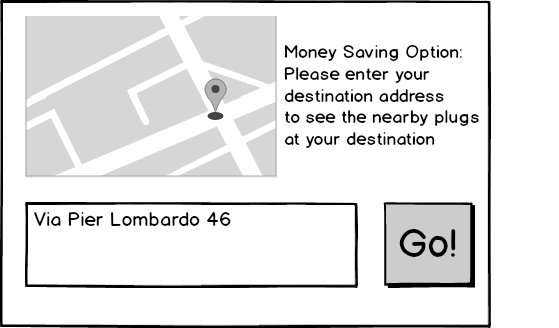 Money Saving Option:
Please enter your
destination address
to see the nearby plugs
at your destination
Via Pier Lombardo 46
Go!